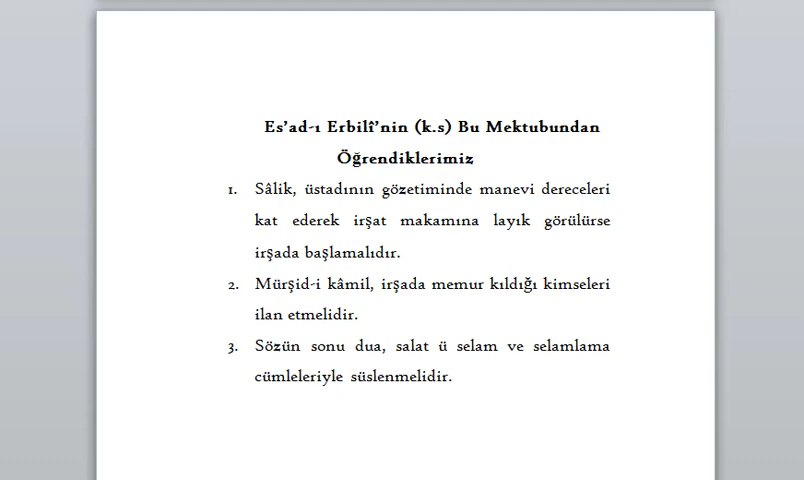 Es’ad-ı Erbilî’nin (k.s) Bu Mektubundan
Öğrendiklerimiz
1. Sâlik, üstadının gözetiminde manevi dereceleri
kat ederek irşat makamına layık görülürse
irşada başlamalıdır.
2. Mürşid-i kâmil, irşada memur kıldığı kimseleri
ilan etmelidir.
3. Sözün sonu dua, salat ü selam ve selamlama
cümleleriyle süslenmelidir.